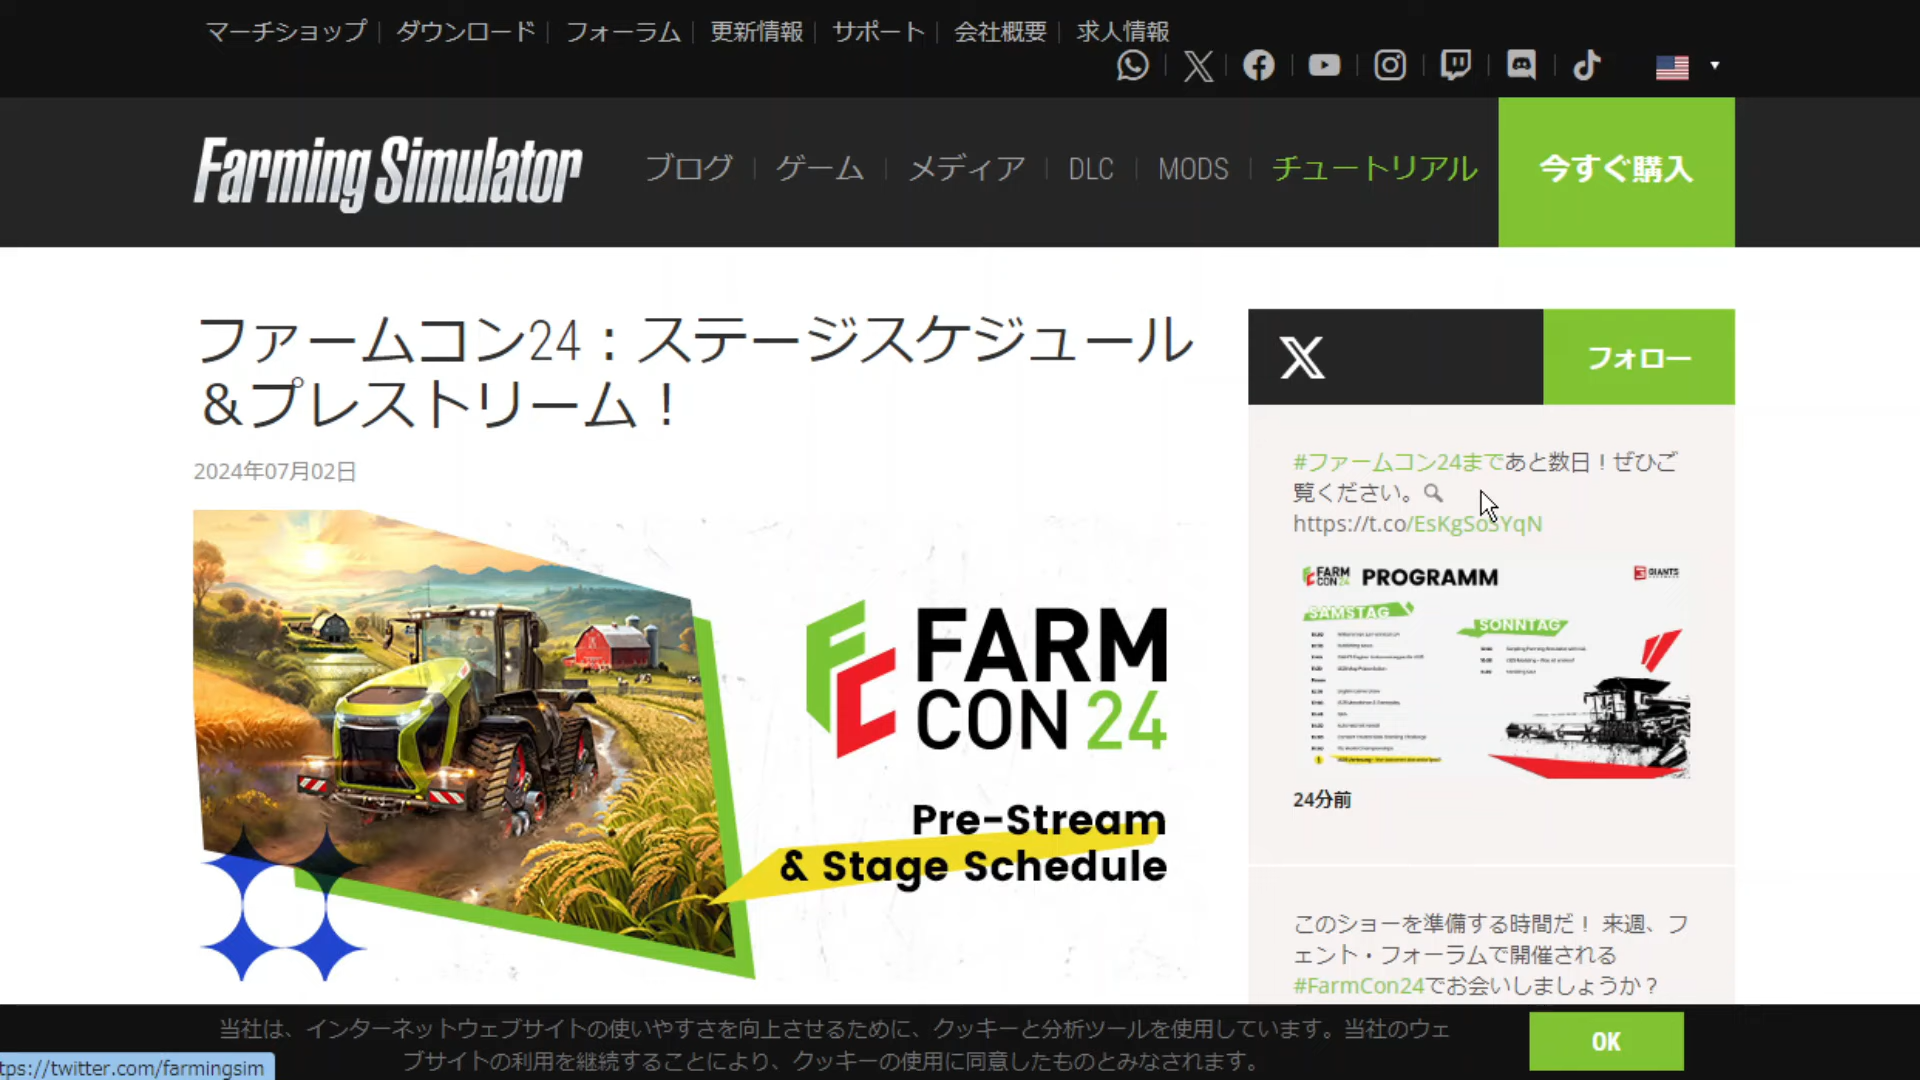 マーチショップ ダウンロード フォーラム 更新情報 サポート 会社概要 求人情報
Farming Simulator
ブログ ゲーム メディア DLC MODS チュートリアル 今すぐ購入
ファームコン24：ステージスケジュール
&プレストリーム！
2024年07月02日
FARM
CON 24
Pre-Stream
& Stage Schedule
フォロー
#ファームコン24まであと数日！ぜひご
覧ください。
https://t.co/EsKgSo3YqN
FARM
CON 24
PROGRAMM
GIANTS
SAMSTAG
SONNTAG
24分前
このショーを準備する時間だ！ 来週、フ
ェント・フォーラムで開催される
#FarmCon24でお会いしましょうか？
当社は、インターネットウェブサイトの使いやすさを向上させるために、クッキーと分析ツールを使用しています。当社のウェ
ブサイトの利用を継続することにより、クッキーの使用に同意したものとみなされます。
OK
tps://twitter.com/farmingsim